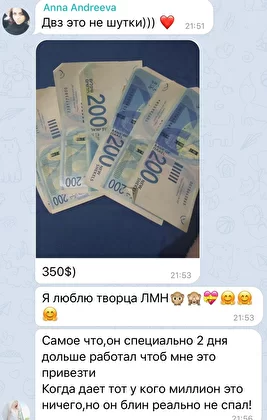 Anna Andreeva
Двз это не шутки))) ❤️
21:51
200
200
200
200
200
350$)
21:53
Я люблю творца ЛМН🙊🙈💝🤗🤗
🤗
21:53
Самое что,он специально 2 дня
дольше работал чтоб мне это
привезти
Когда дает тот у кого миллион это
ничего,но он блин реально не спал!
21:56